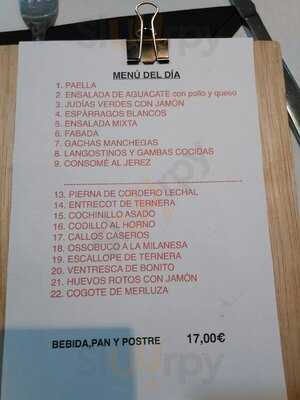 MENÚ DEL DÍA
1. PAELLA
2. ENSALADA DE AGUACATE con pollo y queso
3. JUDÍAS VERDES CON JAMÓN
4. ESPÁRRAGOS BLANCOS
5. ENSALADA MIXTA
6. FABADA
7. GACHAS MANCHEGAS
8. LANGOSTINOS Y GAMBAS COCIDAS
9. CONSOMÉ AL JEREZ
13. PIERNA DE CORDERO LECHAL
14. ENTRECOT DE TERNERA
15. COCHINILLO ASADO
16. CODILLO AL HORNO
17. CALLOS CASEROS
18. OSSOBUCO A LA MILANESA
19. ESCALLOPE DE TERNERA
20. VENTRESCA DE BONITO
21. HUEVOS ROTOS CON JAMÓN
22. COGOTE DE MERLUZA
BEBIDA,PAN Y POSTRE 17,00€